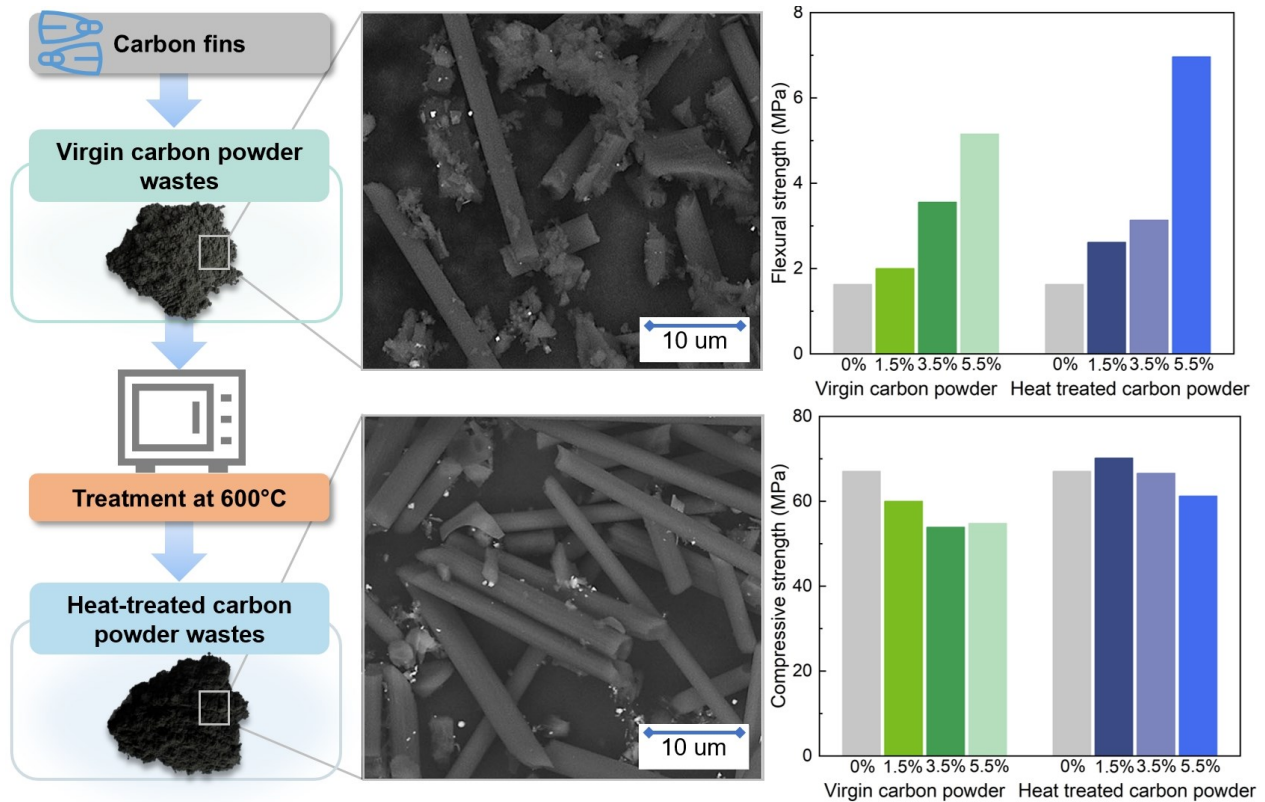 Carbon fins
Virgin carbon powder
wastes
Treatment at 600°C
Heat-treated carbon
powder wastes
10 um
10 um
Flexural strength (MPa)
8
6
4
2
0
0% 1.5% 3.5% 5.5%
0% 1.5% 3.5% 5.5%
Virgin carbon powder
Heat treated carbon powder
Compressive strength (MPa)
80
60
40
20
0
0% 1.5% 3.5% 5.5%
0% 1.5% 3.5% 5.5%
Virgin carbon powder
Heat treated carbon powder